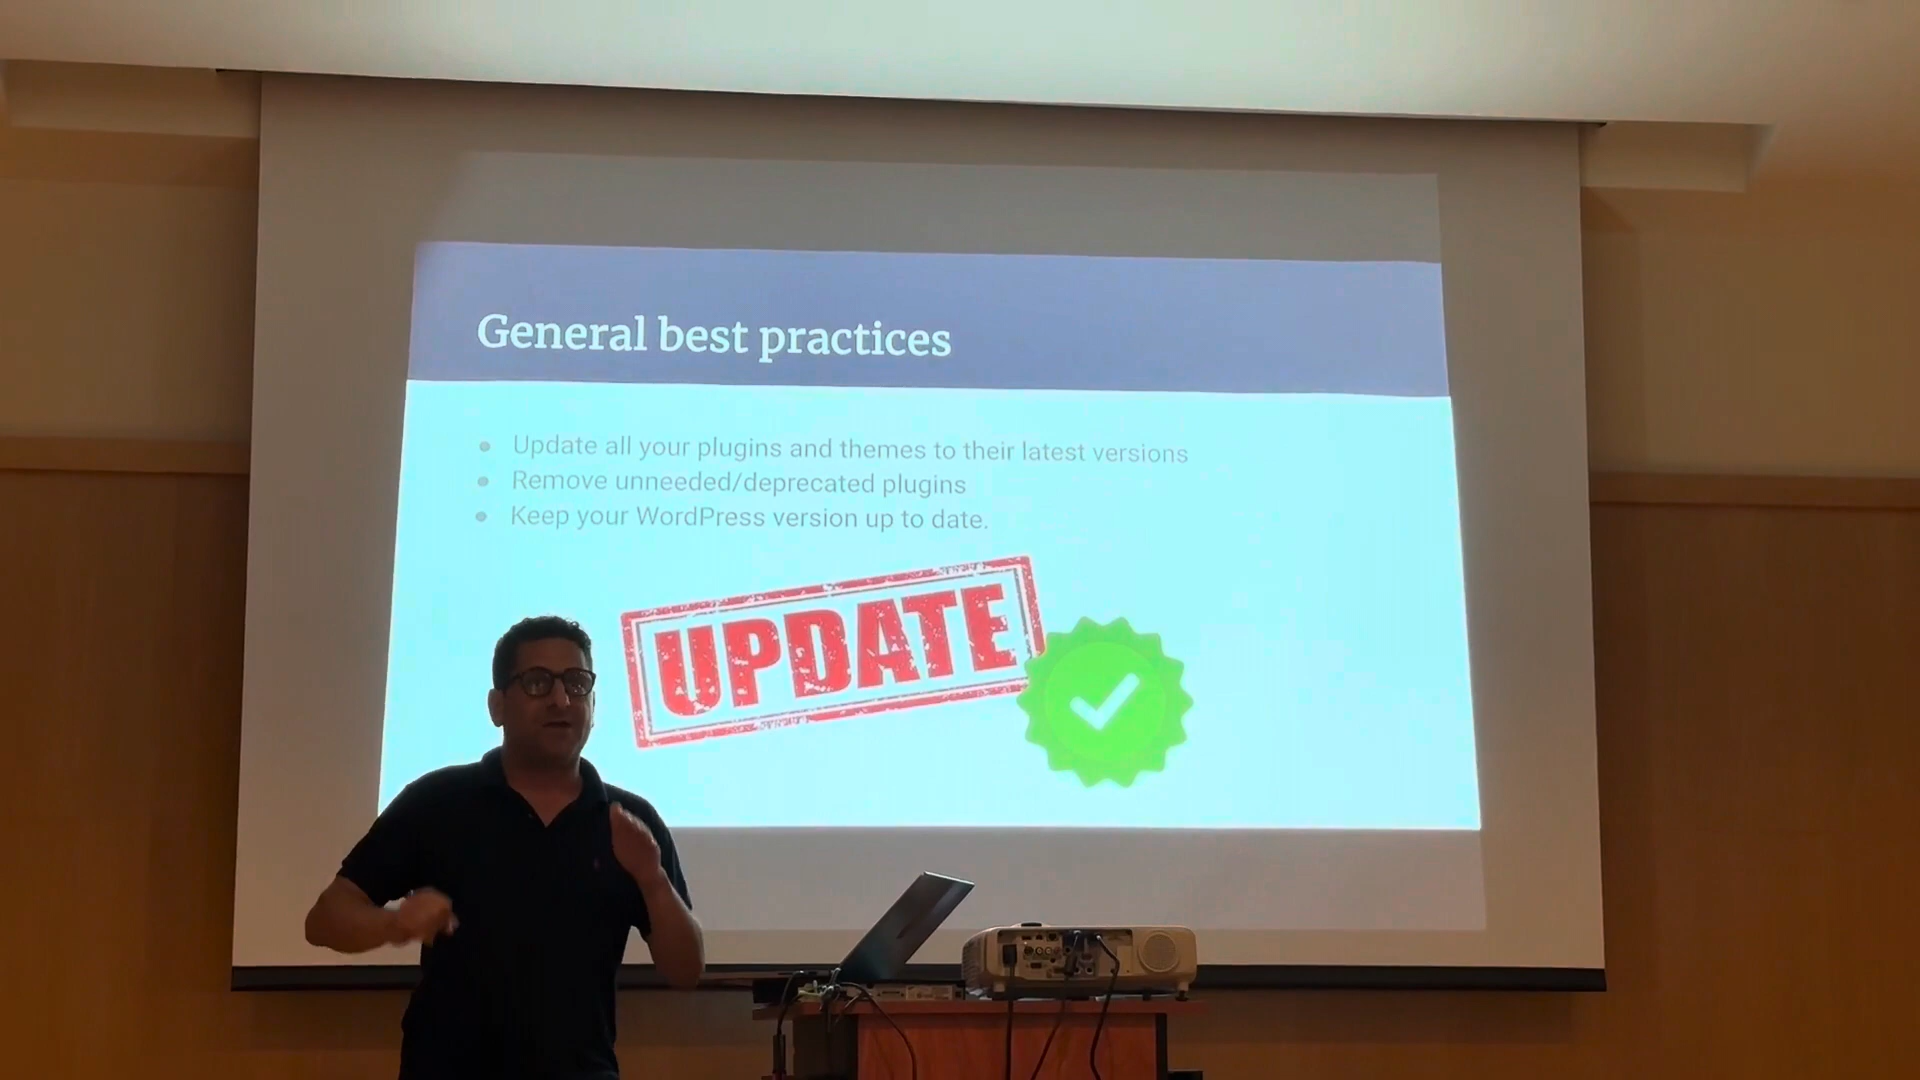 General best practices
Update all your plugins and themes to their latest versions
Remove unneeded/deprecated plugins
Keep your WordPress version up to date.
UPDATE